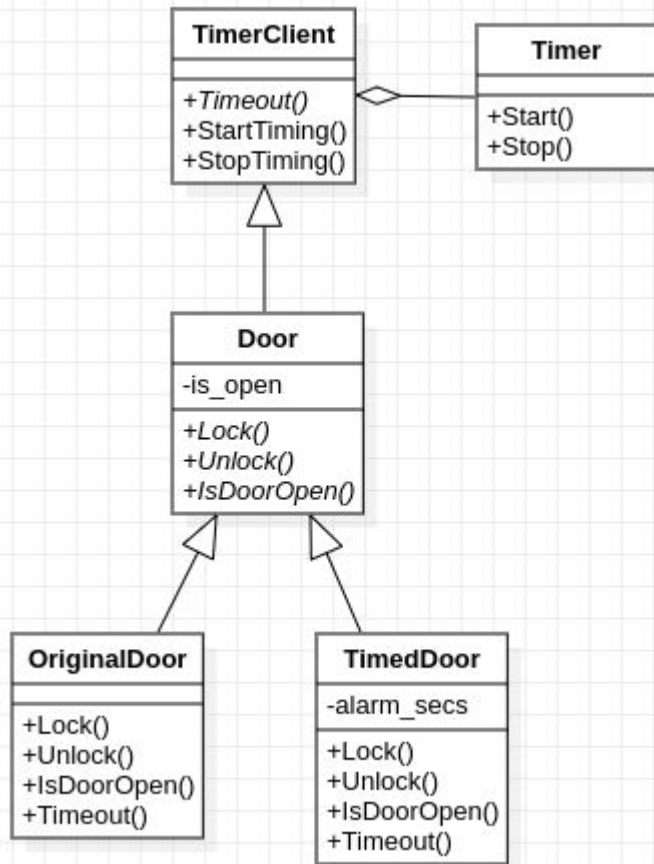 TimerClient
+Timeout()
+StartTiming()
+StopTiming()
Timer
+Start()
+Stop()
Door
-is_open
+Lock()
+Unlock()
+IsDoorOpen()
OriginalDoor
+Lock()
+Unlock()
+IsDoorOpen()
+Timeout()
TimedDoor
-alarm_secs
+Lock()
+Unlock()
+IsDoorOpen()
+Timeout()